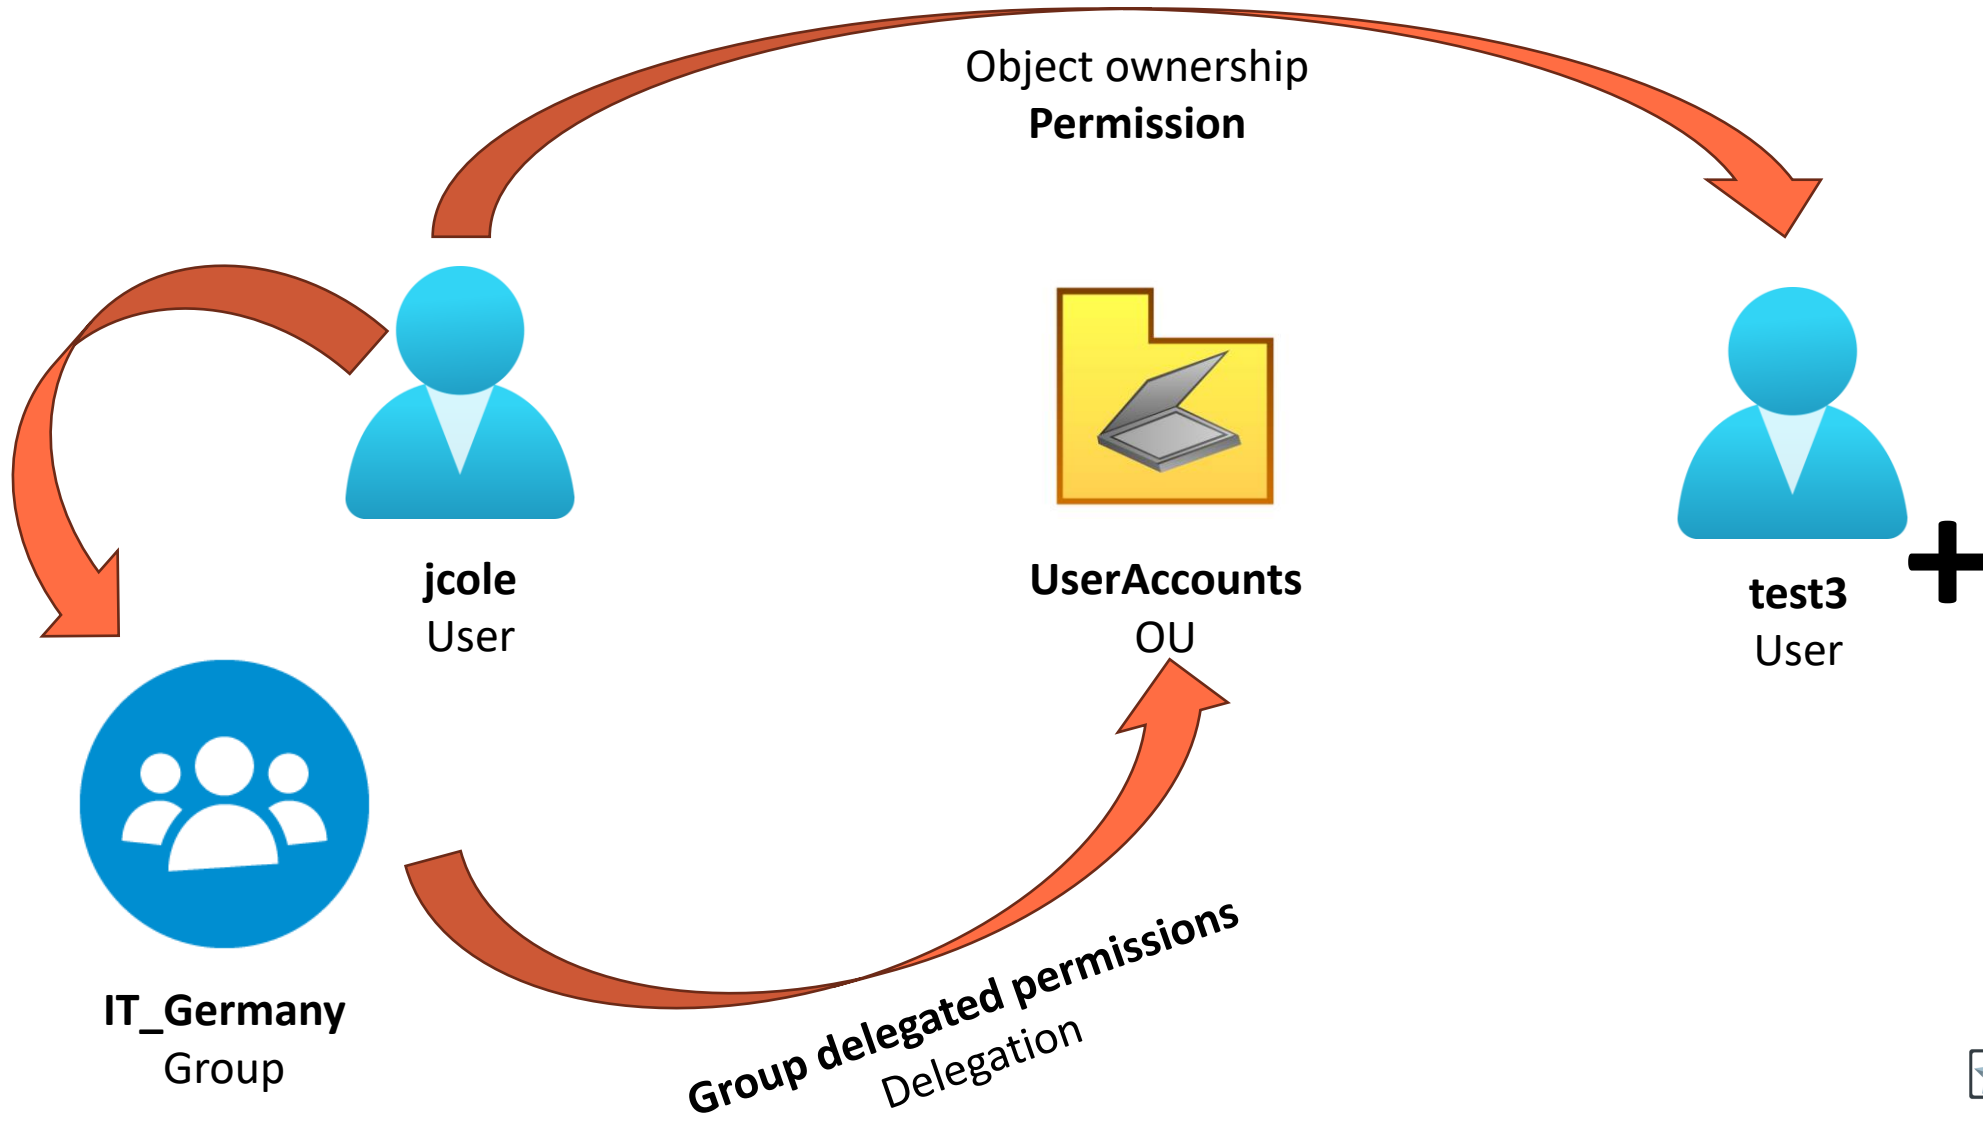 Object ownership
Permission
jcole
User
UserAccounts
OU
test3
User
IT_Germany
Group
Group delegated permissions
Delegation